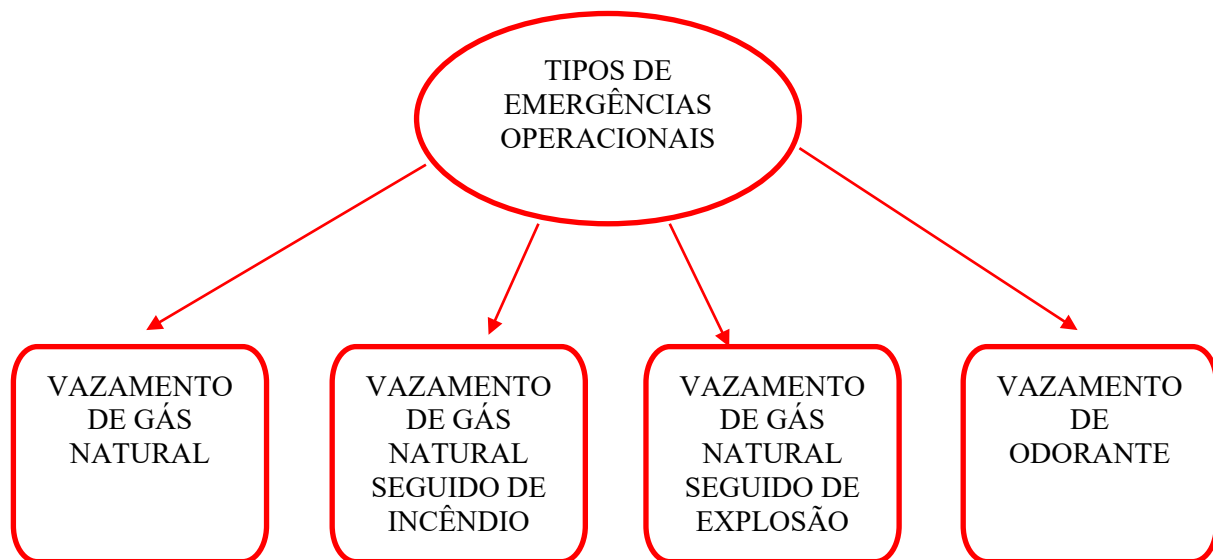 TIPOS DE
EMERGÊNCIAS
OPERACIONAIS
VAZAMENTO
DE GÁS
NATURAL
VAZAMENTO
DE GÁS
NATURAL
SEGUIDO DE
INCÊNDIO
VAZAMENTO
DE GÁS
NATURAL
SEGUIDO DE
EXPLOSÃO
VAZAMENTO
DE
ODORANTE